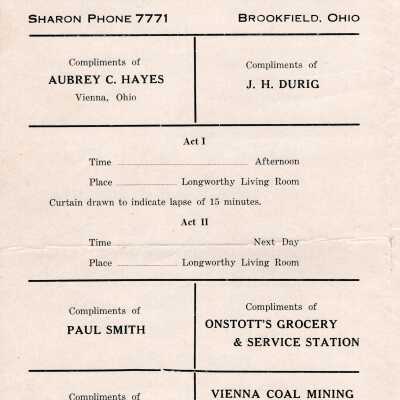 SHARON PHONE 7771 BROOKFIELD, OHIO
Compliments of
AUBREY C. HAYES
Vienna, Ohio
Compliments of
J. H. DURIG
Act I
Time Afternoon
Place Longworthy Living Room
Curtain drawn to indicate lapse of 15 minutes.
Act II
Time Next Day
Place Longworthy Living Room
Compliments of
PAUL SMITH
Compliments of
ONSTOTT'S GROCERY
& SERVICE STATION
Compliments of
VIENNA COAL MINING